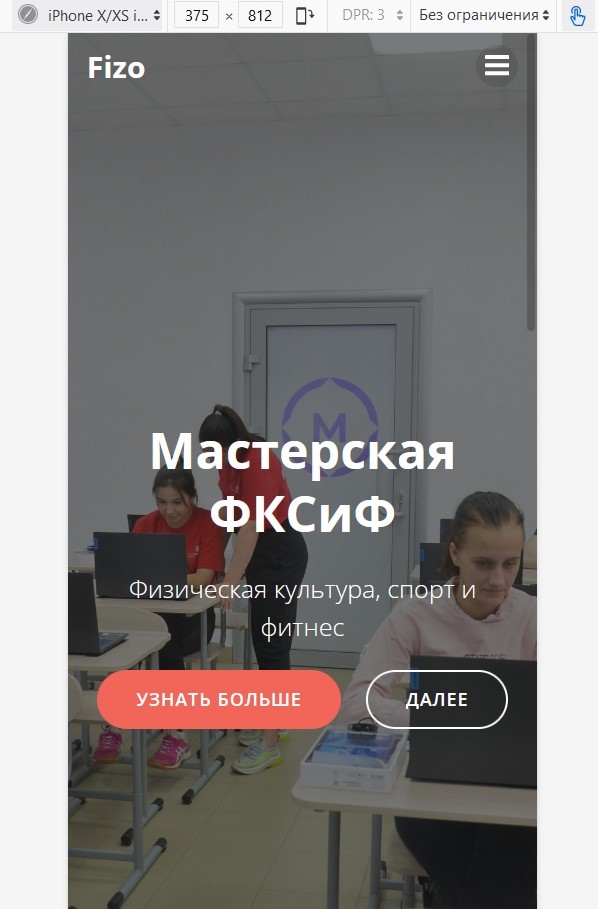 iPhone X/XS i... 375 × 812 DPR: 3 Без ограничения
Fizo
М
Мастерская
ФКСиФ
Физическая культура, спорт и
фитнес
УЗНАТЬ БОЛЬШЕ ДАЛЕЕ